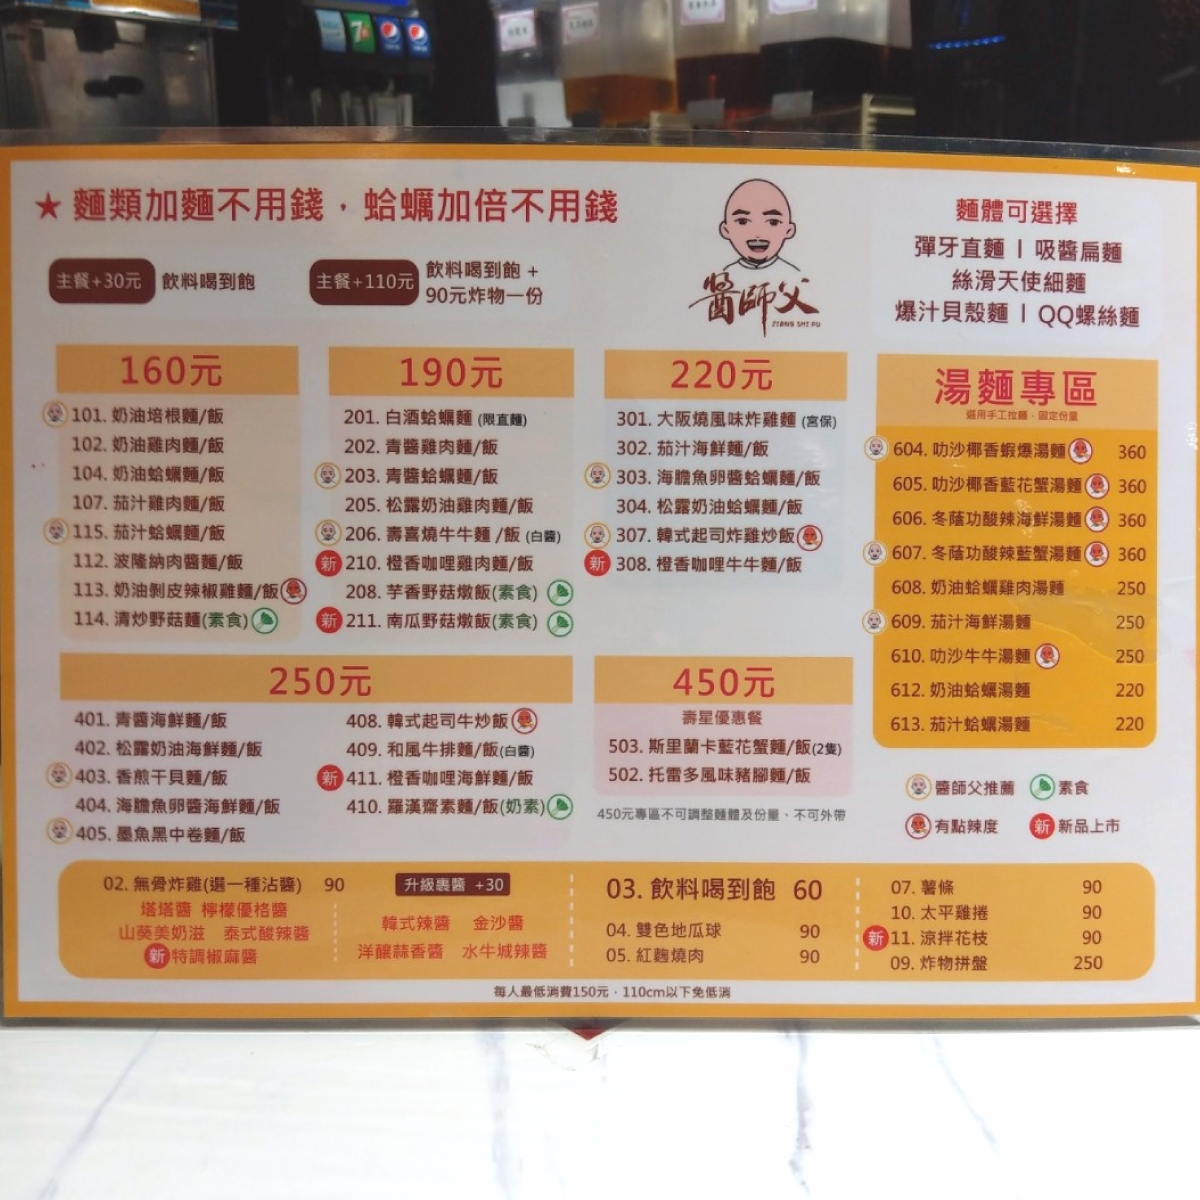 ★ 麵類加麵不用錢．蛤蠣加倍不用錢
主餐+30元 飲料喝到飽
主餐+110元 飲料喝到飽 +
90元炸物一份
醬師父
JIANG SHI FU
麵體可選擇
彈牙直麵 | 吸醬扁麵
絲滑天使細麵
爆汁貝殼麵 | QQ螺絲麵
160元
101. 奶油培根麵/飯
102. 奶油雞肉麵/飯
104. 奶油蛤蠣麵/飯
107. 茄汁雞肉麵/飯
115. 茄汁蛤蠣麵/飯
112. 波隆納肉醬麵/飯
113. 奶油剝皮辣椒雞麵/飯
114. 清炒野菇麵(素食)
190元
201. 白酒蛤蠣麵 (限直麵)
202. 青醬雞肉麵/飯
203. 青醬蛤蠣麵/飯
205. 松露奶油雞肉麵/飯
206. 壽喜燒牛牛麵 /飯 (白醬)
新 210. 橙香咖哩雞肉麵/飯
208. 芋香野菇燉飯(素食)
新 211. 南瓜野菇燉飯(素食)
220元
301. 大阪燒風味炸雞麵 (宮保)
302. 茄汁海鮮麵/飯
303. 海膽魚卵醬蛤蠣麵/飯
304. 松露奶油蛤蠣麵/飯
307. 韓式起司炸雞炒飯
新 308. 橙香咖哩牛牛麵/飯
湯麵專區
選用手工拉麵．固定份量
604. 叻沙椰香蝦爆湯麵 360
605. 叻沙椰香藍花蟹湯麵 360
606. 冬蔭功酸辣海鮮湯麵 360
607. 冬蔭功酸辣藍蟹湯麵 360
608. 奶油蛤蠣雞肉湯麵 250
609. 茄汁海鮮湯麵 250
610. 叻沙牛牛湯麵 250
612. 奶油蛤蠣湯麵 220
613. 茄汁蛤蠣湯麵 220
250元
401. 青醬海鮮麵/飯
402. 松露奶油海鮮麵/飯
403. 香煎干貝麵/飯
404. 海膽魚卵醬海鮮麵/飯
405. 墨魚黑中卷麵/飯
408. 韓式起司牛炒飯
409. 和風牛排麵/飯(白醬)
新 411. 橙香咖哩海鮮麵/飯
410. 羅漢齋素麵/飯(奶素)
450元
壽星優惠餐
503. 斯里蘭卡藍花蟹麵/飯(2隻)
502. 托雷多風味豬腳麵/飯
450元專區不可調整麵體及份量、不可外帶
醬師父推薦 素食
有點辣度 新 新品上市
02. 無骨炸雞(選一種沾醬) 90
塔塔醬 檸檬優格醬
山葵美奶滋 泰式酸辣醬
新 特調椒麻醬
升級裹醬 +30
韓式辣醬 金沙醬
洋釀蒜香醬 水牛城辣醬
03. 飲料喝到飽 60
04. 雙色地瓜球 90
05. 紅麴燒肉 90
07. 薯條 90
10. 太平雞捲 90
新 11. 涼拌花枝 90
09. 炸物拼盤 250
每人最低消費150元．110cm以下免低消